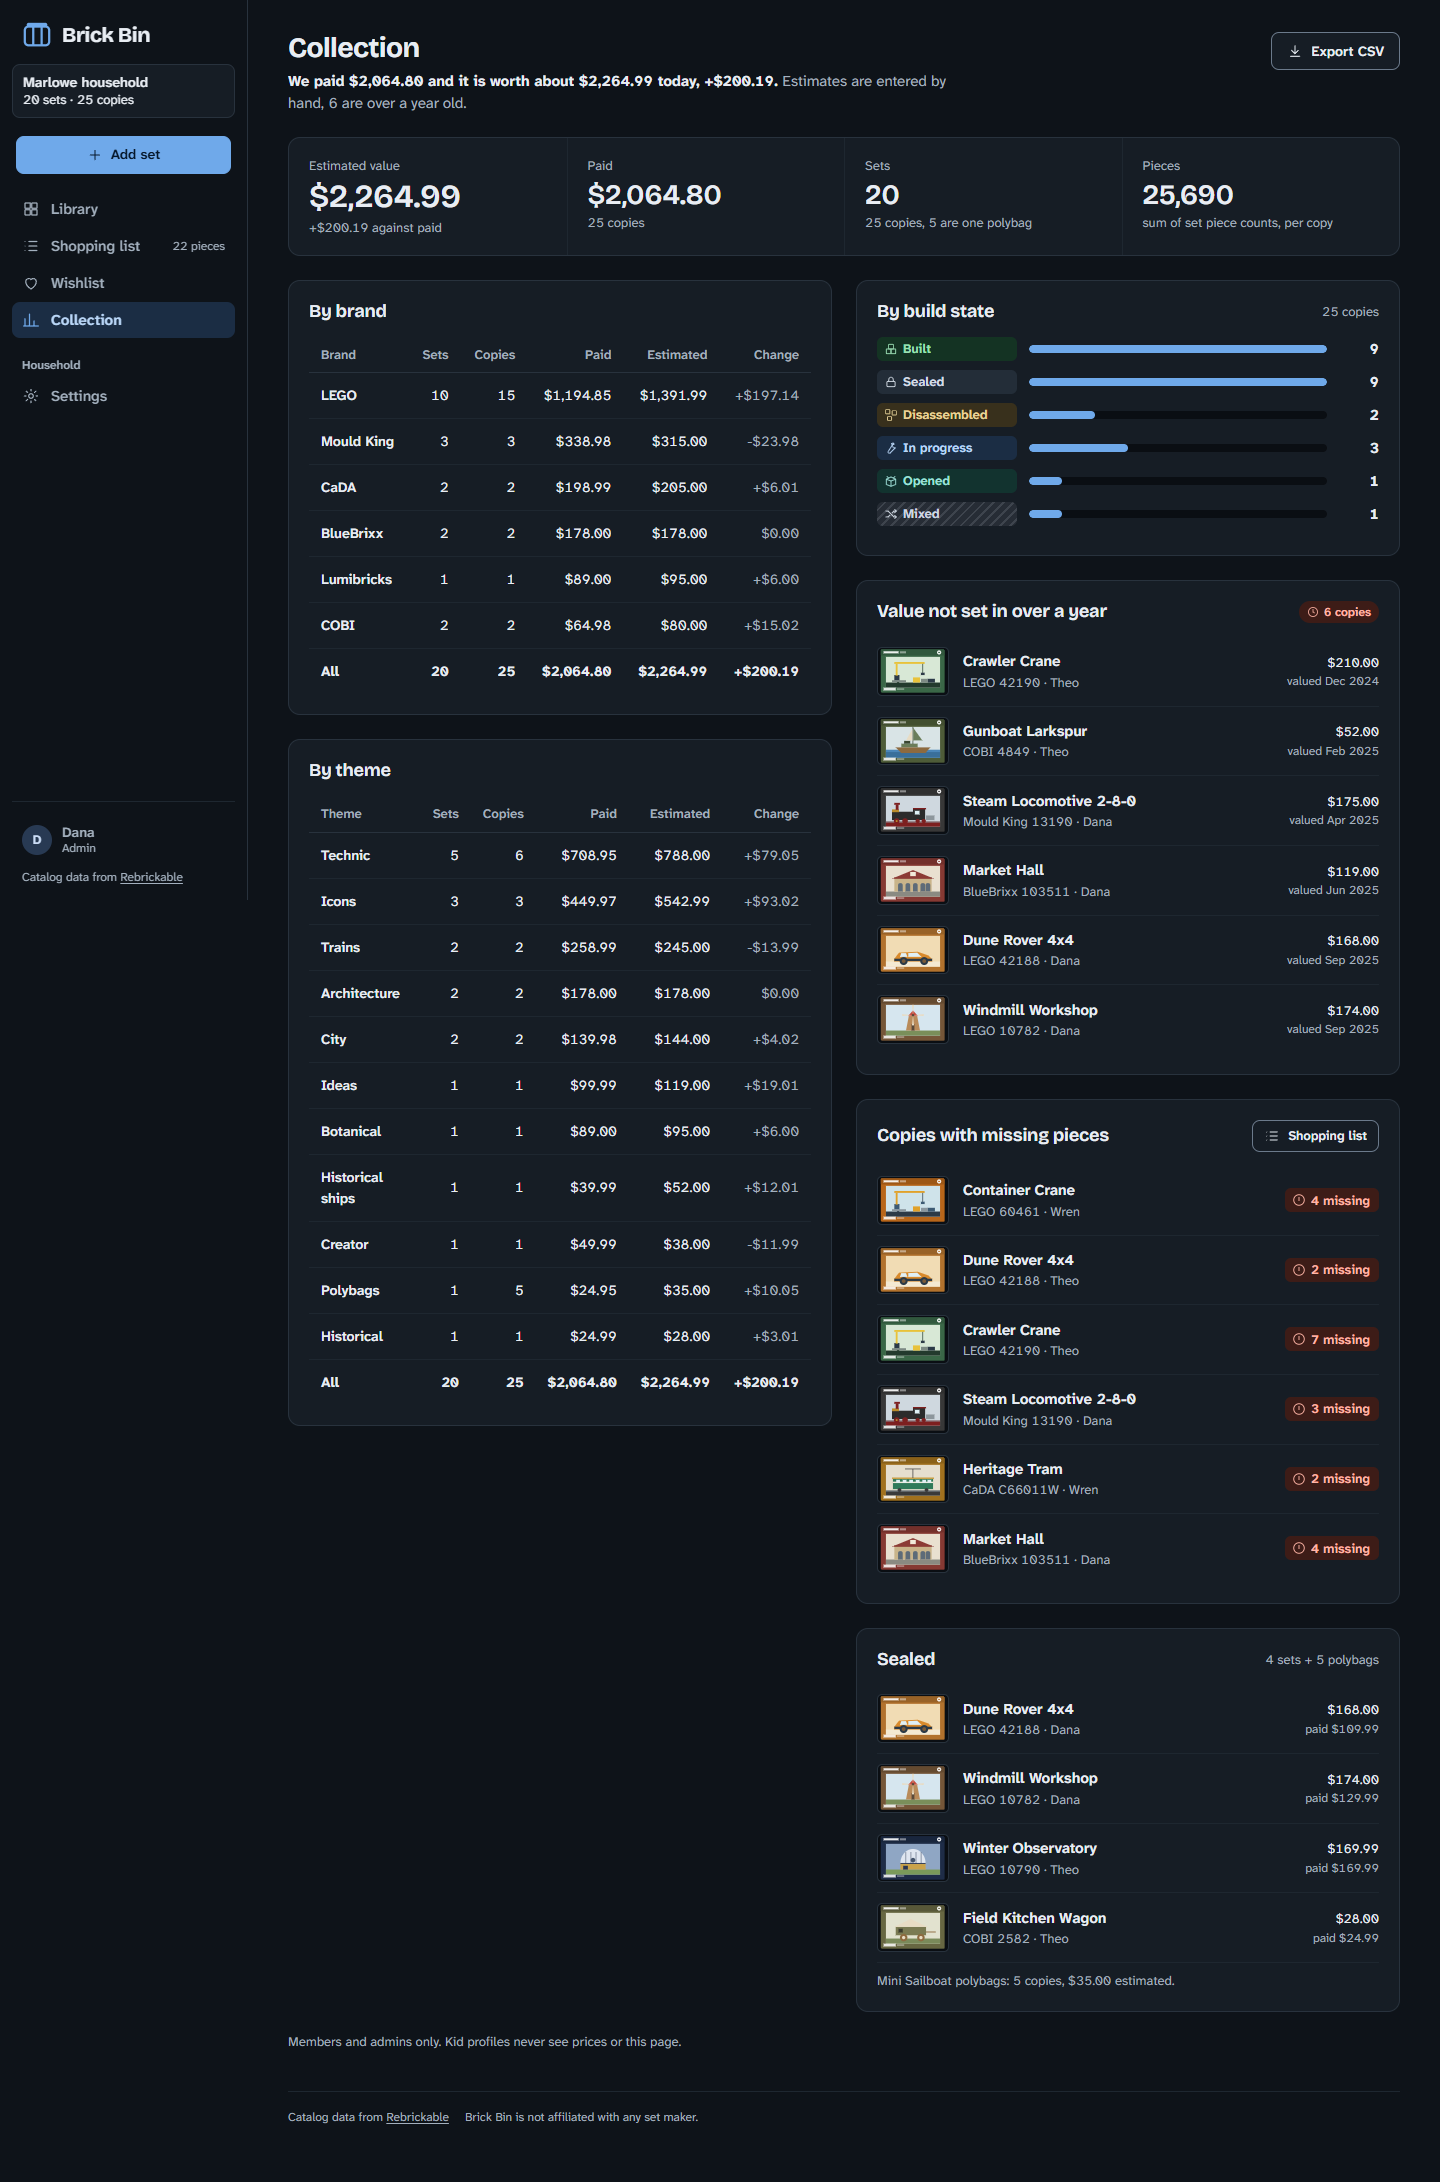 Brick Bin
Marlowe household
20 sets · 25 copies
Add set
Library
Shopping list 22 pieces
Wishlist
Collection
Household
Settings
D
Dana
Admin
Catalog data from Rebrickable
Collection
We paid $2,064.80 and it is worth about $2,264.99 today, +$200.19. Estimates are entered by
hand, 6 are over a year old.
Export CSV
Estimated value
$2,264.99
+$200.19 against paid
Paid
$2,064.80
25 copies
Sets
20
25 copies, 5 are one polybag
Pieces
25,690
sum of set piece counts, per copy
By brand
Brand Sets Copies Paid Estimated Change
LEGO 10 15 $1,194.85 $1,391.99 +$197.14
Mould King 3 3 $338.98 $315.00 -$23.98
CaDA 2 2 $198.99 $205.00 +$6.01
BlueBrixx 2 2 $178.00 $178.00 $0.00
Lumibricks 1 1 $89.00 $95.00 +$6.00
COBI 2 2 $64.98 $80.00 +$15.02
All 20 25 $2,064.80 $2,264.99 +$200.19
By theme
Theme Sets Copies Paid Estimated Change
Technic 5 6 $708.95 $788.00 +$79.05
Icons 3 3 $449.97 $542.99 +$93.02
Trains 2 2 $258.99 $245.00 -$13.99
Architecture 2 2 $178.00 $178.00 $0.00
City 2 2 $139.98 $144.00 +$4.02
Ideas 1 1 $99.99 $119.00 +$19.01
Botanical 1 1 $89.00 $95.00 +$6.00
Historical
ships 1 1 $39.99 $52.00 +$12.01
Creator 1 1 $49.99 $38.00 -$11.99
Polybags 1 5 $24.95 $35.00 +$10.05
Historical 1 1 $24.99 $28.00 +$3.01
All 20 25 $2,064.80 $2,264.99 +$200.19
By build state 25 copies
Built 9
Sealed 9
Disassembled 2
In progress 3
Opened 1
Mixed 1
Value not set in over a year 6 copies
Crawler Crane $210.00
LEGO 42190 · Theo valued Dec 2024
Gunboat Larkspur $52.00
COBI 4849 · Theo valued Feb 2025
Steam Locomotive 2-8-0 $175.00
Mould King 13190 · Dana valued Apr 2025
Market Hall $119.00
BlueBrixx 103511 · Dana valued Jun 2025
Dune Rover 4x4 $168.00
LEGO 42188 · Dana valued Sep 2025
Windmill Workshop $174.00
LEGO 10782 · Dana valued Sep 2025
Copies with missing pieces Shopping list
Container Crane
LEGO 60461 · Wren 4 missing
Dune Rover 4x4
LEGO 42188 · Theo 2 missing
Crawler Crane
LEGO 42190 · Theo 7 missing
Steam Locomotive 2-8-0
Mould King 13190 · Dana 3 missing
Heritage Tram
CaDA C66011W · Wren 2 missing
Market Hall
BlueBrixx 103511 · Dana 4 missing
Sealed 4 sets + 5 polybags
Dune Rover 4x4 $168.00
LEGO 42188 · Dana paid $109.99
Windmill Workshop $174.00
LEGO 10782 · Dana paid $129.99
Winter Observatory $169.99
LEGO 10790 · Theo paid $169.99
Field Kitchen Wagon $28.00
COBI 2582 · Theo paid $24.99
Mini Sailboat polybags: 5 copies, $35.00 estimated.
Members and admins only. Kid profiles never see prices or this page.
Catalog data from Rebrickable Brick Bin is not affiliated with any set maker.